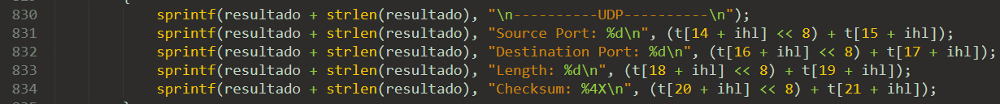 830 sprintf(resultado + strlen(resultado), "\n----------UDP----------\n");
831 sprintf(resultado + strlen(resultado), "Source Port: %d\n", (t[14 + ihl] << 8) + t[15 + ihl]);
832 sprintf(resultado + strlen(resultado), "Destination Port: %d\n", (t[16 + ihl] << 8) + t[17 + ihl]);
833 sprintf(resultado + strlen(resultado), "Length: %d\n", (t[18 + ihl] << 8) + t[19 + ihl]);
834 sprintf(resultado + strlen(resultado), "Checksum: %4X\n", (t[20 + ihl] << 8) + t[21 + ihl]);